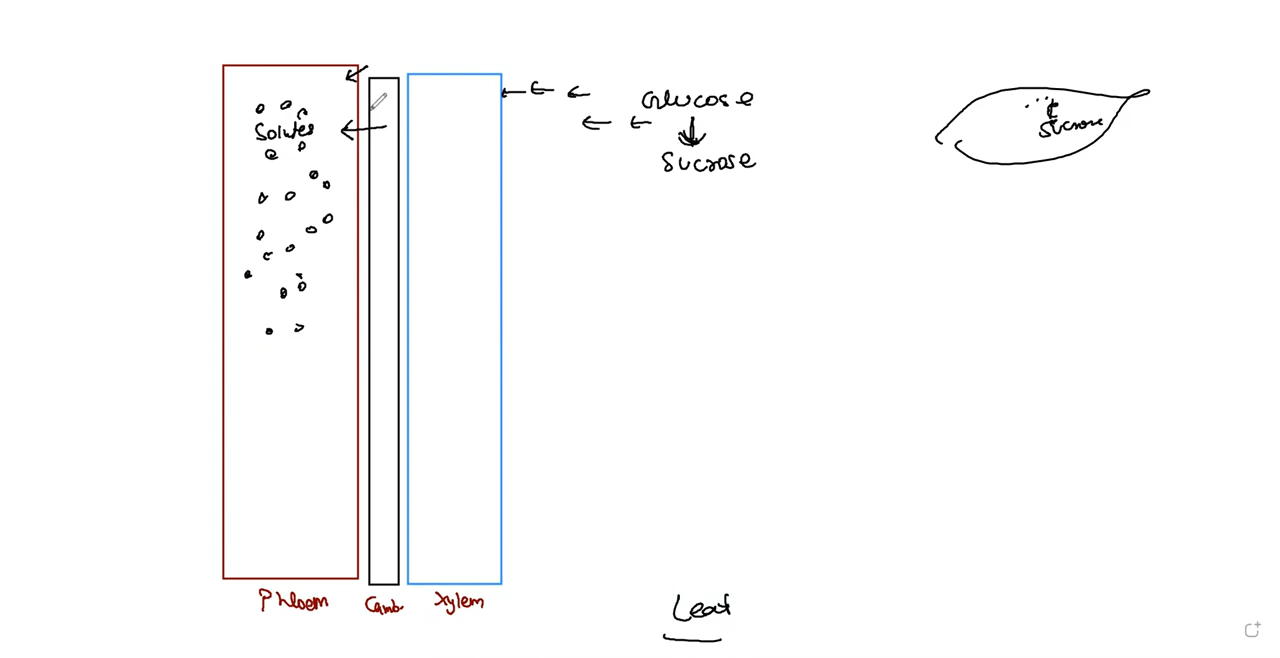 Glucose
Sucrose
Solutes
Sucrose
Phloem
Camb.
Xylem
Leaf